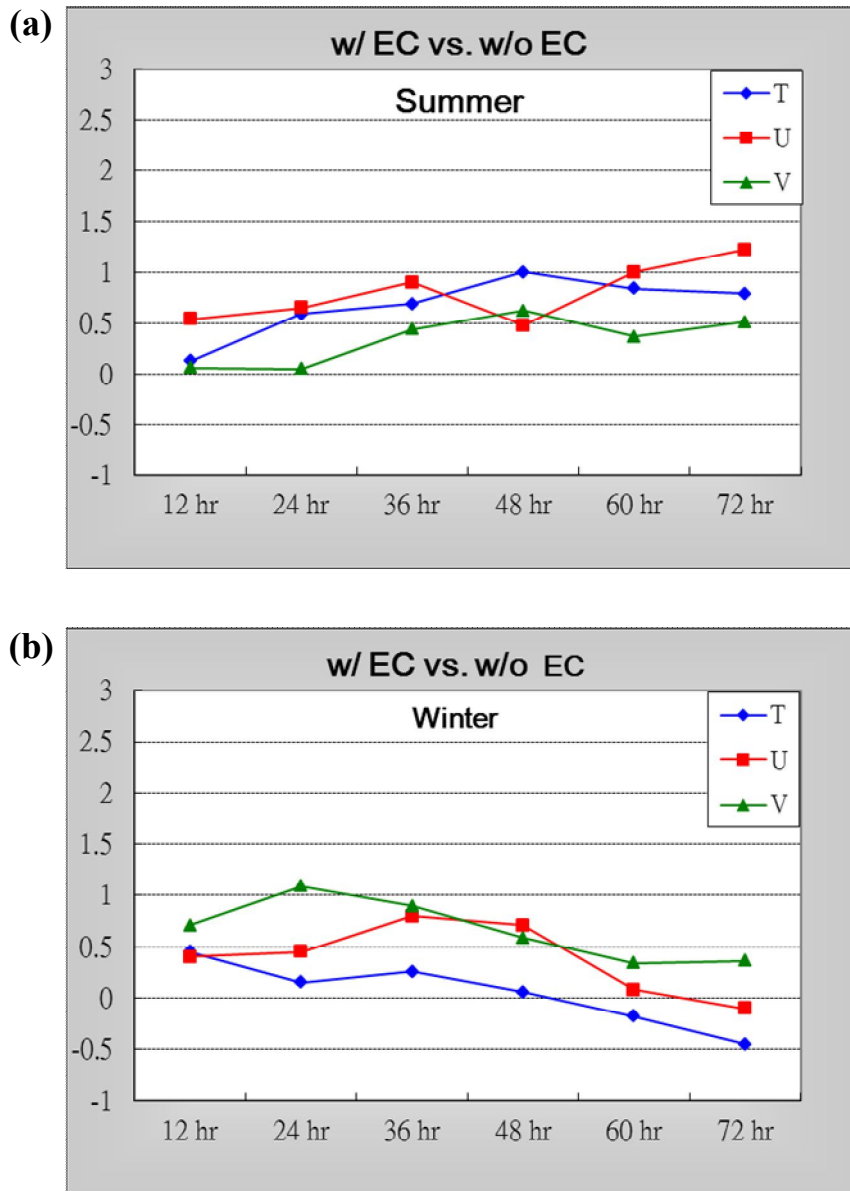 (a)
w/ EC vs. w/o EC
Summer
T
U
V
3
2.5
2
1.5
1
0.5
0
-0.5
-1
12 hr 24 hr 36 hr 48 hr 60 hr 72 hr
(b)
w/ EC vs. w/o EC
Winter
T
U
V
3
2.5
2
1.5
1
0.5
0
-0.5
-1
12 hr 24 hr 36 hr 48 hr 60 hr 72 hr